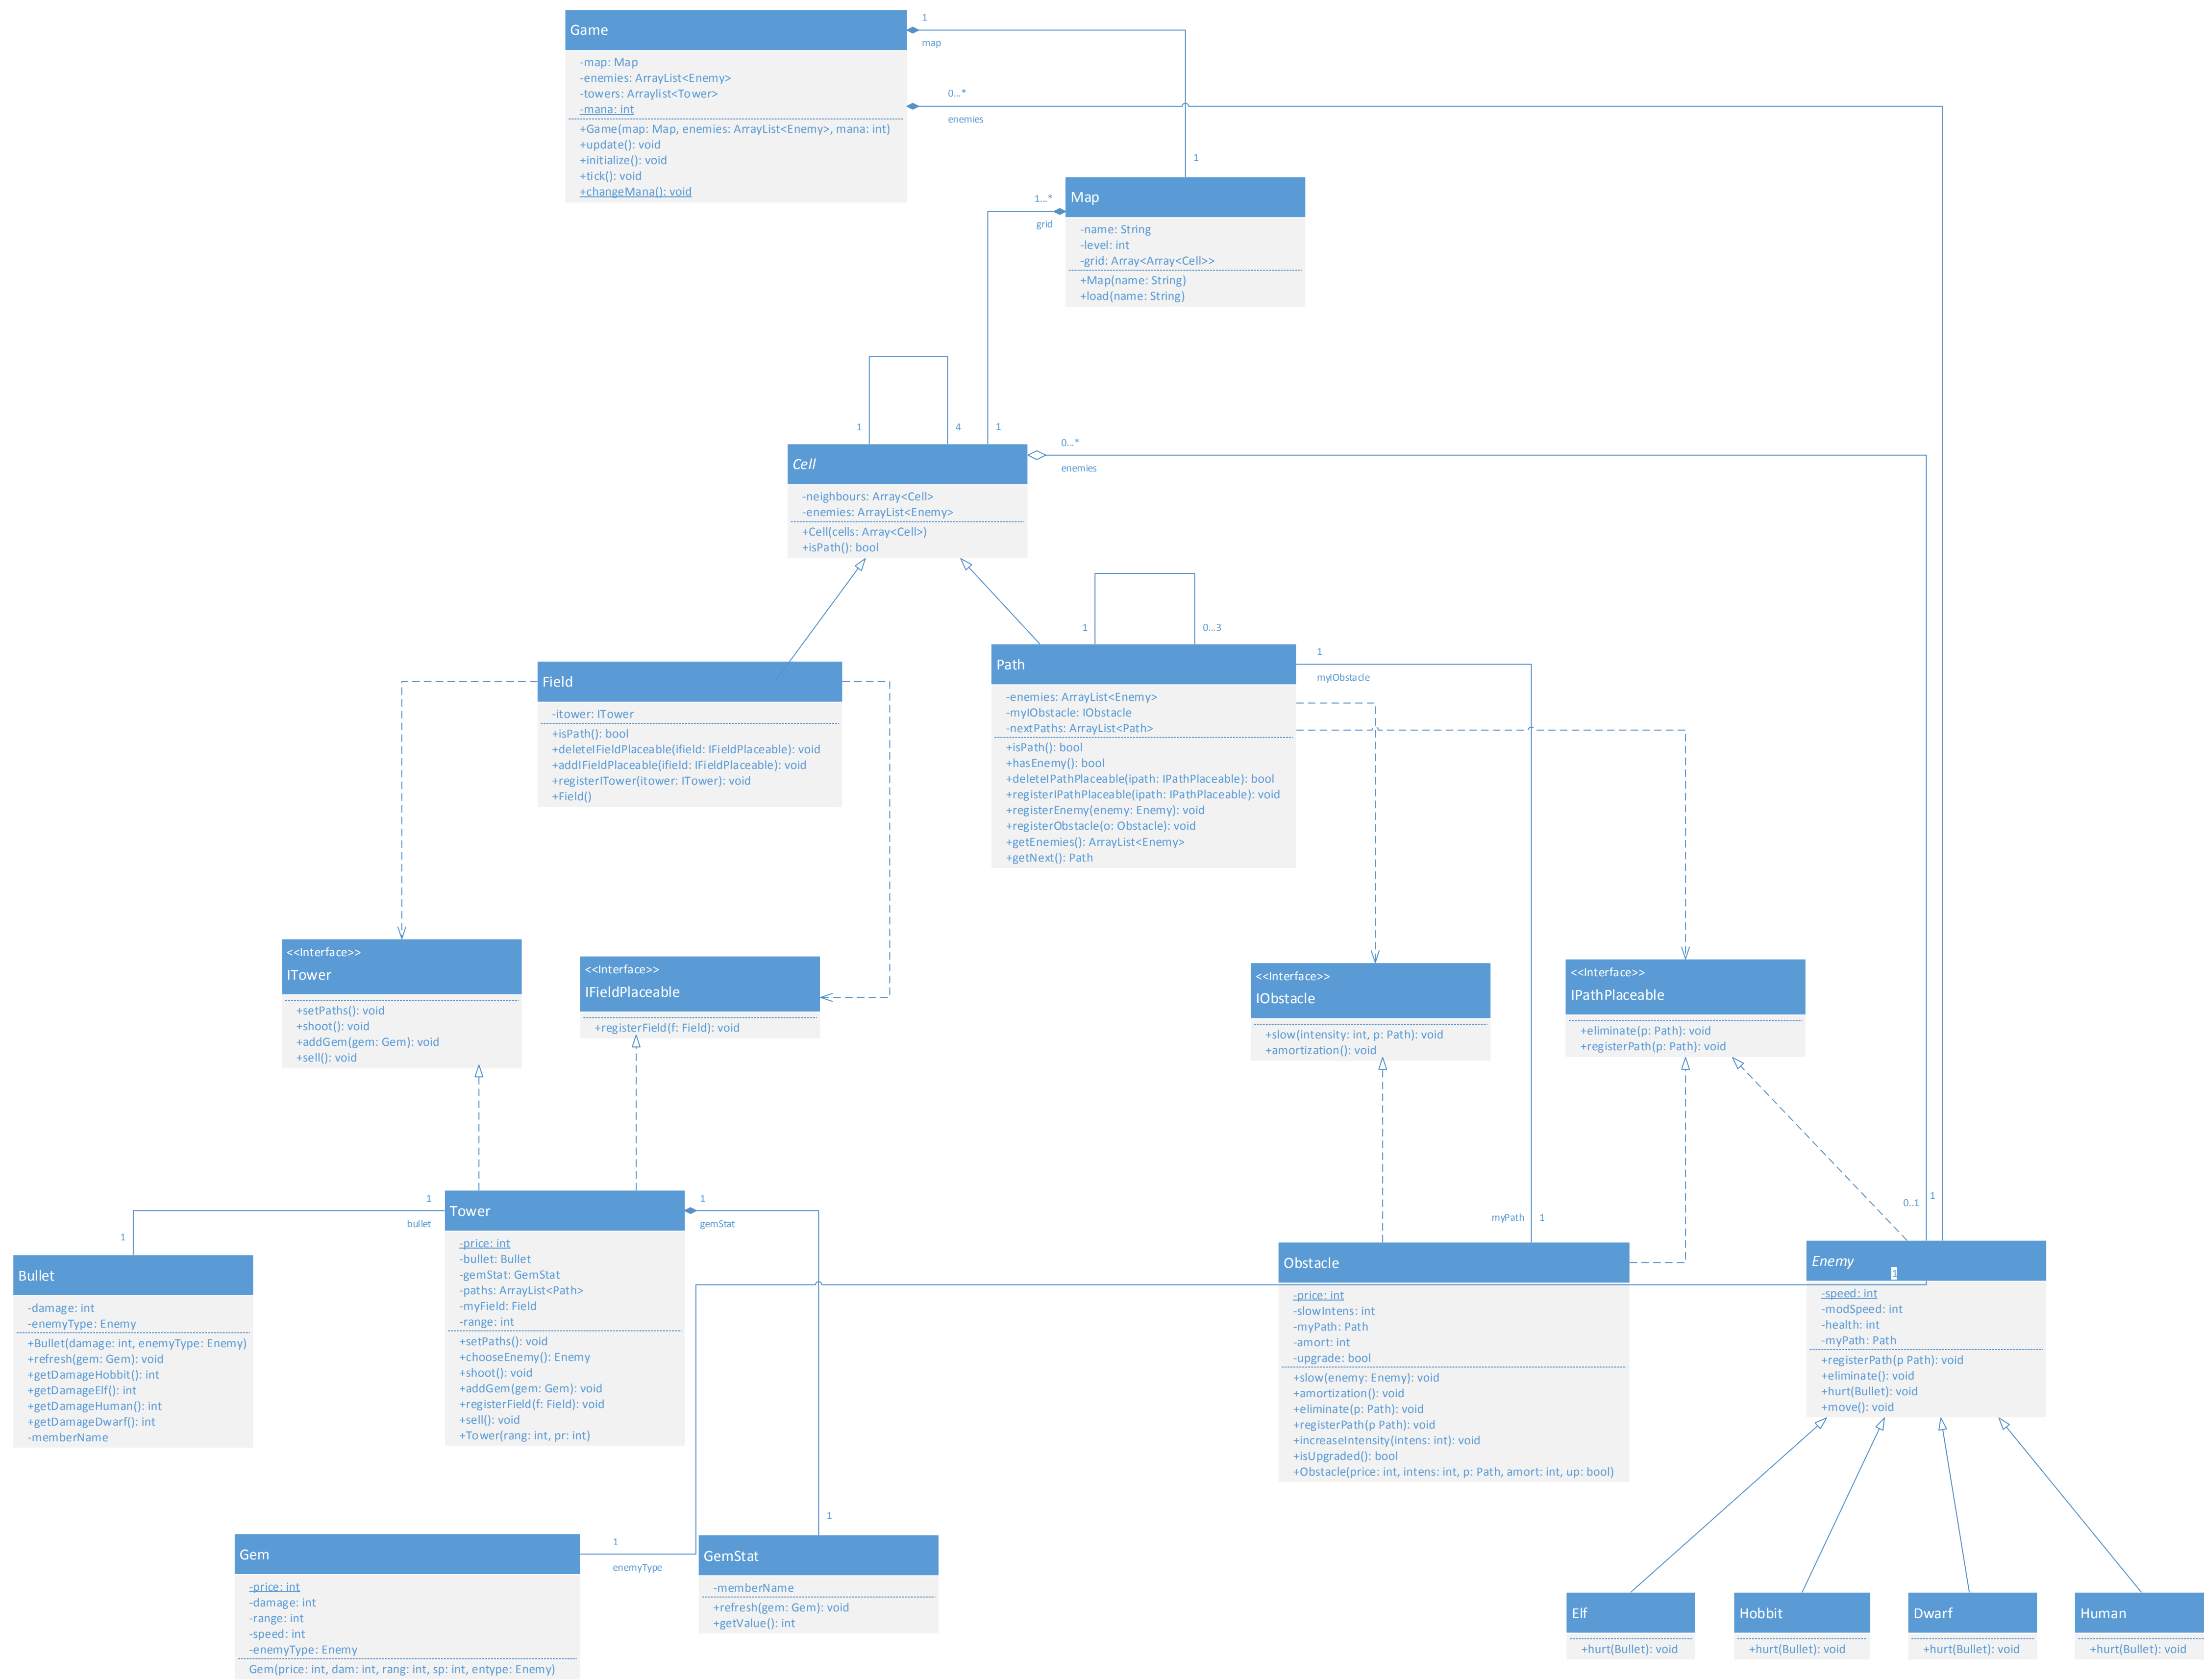 Game
-map: Map
-enemies: ArrayList<Enemy>
-towers: Arraylist<Tower>
-mana: int
+Game(map: Map, enemies: ArrayList<Enemy>, mana: int)
+update(): void
+initialize(): void
+tick(): void
+changeMana(): void
1
map
0...*
enemies
1
Map
-name: String
-level: int
-grid: Array<Array<Cell>>
+Map(name: String)
+load(name: String)
1...*
grid
1
4
1
Cell
-neighbours: Array<Cell>
-enemies: ArrayList<Enemy>
+Cell(cells: Array<Cell>)
+isPath(): bool
0...*
enemies
Field
-itower: ITower
+isPath(): bool
+deleteIFieldPlaceable(ifield: IFieldPlaceable): void
+addIFieldPlaceable(ifield: IFieldPlaceable): void
+registerITower(itower: ITower): void
+Field()
1
0...3
Path
-enemies: ArrayList<Enemy>
-myIObstacle: IObstacle
-nextPaths: ArrayList<Path>
+isPath(): bool
+hasEnemy(): bool
+deleteIPathPlaceable(ipath: IPathPlaceable): bool
+registerIPathPlaceable(ipath: IPathPlaceable): void
+registerEnemy(enemy: Enemy): void
+registerObstacle(o: Obstacle): void
+getEnemies(): ArrayList<Enemy>
+getNext(): Path
1
myIObstacle
<<Interface>>
ITower
+setPaths(): void
+shoot(): void
+addGem(gem: Gem): void
+sell(): void
<<Interface>>
IFieldPlaceable
+registerField(f: Field): void
<<Interface>>
IObstacle
+slow(intensity: int, p: Path): void
+amortization(): void
<<Interface>>
IPathPlaceable
+eliminate(p: Path): void
+registerPath(p: Path): void
1
bullet
1
Bullet
-damage: int
-enemyType: Enemy
+Bullet(damage: int, enemyType: Enemy)
+refresh(gem: Gem): void
+getDamageHobbit(): int
+getDamageElf(): int
+getDamageHuman(): int
+getDamageDwarf(): int
-memberName
Tower
-price: int
-bullet: Bullet
-gemStat: GemStat
-paths: ArrayList<Path>
-myField: Field
-range: int
+setPaths(): void
+chooseEnemy(): Enemy
+shoot(): void
+addGem(gem: Gem): void
+registerField(f: Field): void
+sell(): void
+Tower(rang: int, pr: int)
1
gemStat
1
myPath
1
Obstacle
-price: int
-slowIntens: int
-myPath: Path
-amort: int
-upgrade: bool
+slow(enemy: Enemy): void
+amortization(): void
+eliminate(p: Path): void
+registerPath(p Path): void
+increaseIntensity(intens: int): void
+isUpgraded(): bool
+Obstacle(price: int, intens: int, p: Path, amort: int, up: bool)
0..1
1
Enemy
1
-speed: int
-modSpeed: int
-health: int
-myPath: Path
+registerPath(p Path): void
+eliminate(): void
+hurt(Bullet): void
+move(): void
Gem
-price: int
-damage: int
-range: int
-speed: int
-enemyType: Enemy
Gem(price: int, dam: int, rang: int, sp: int, entype: Enemy)
1
enemyType
GemStat
-memberName
+refresh(gem: Gem): void
+getValue(): int
Elf
+hurt(Bullet): void
Hobbit
+hurt(Bullet): void
Dwarf
+hurt(Bullet): void
Human
+hurt(Bullet): void